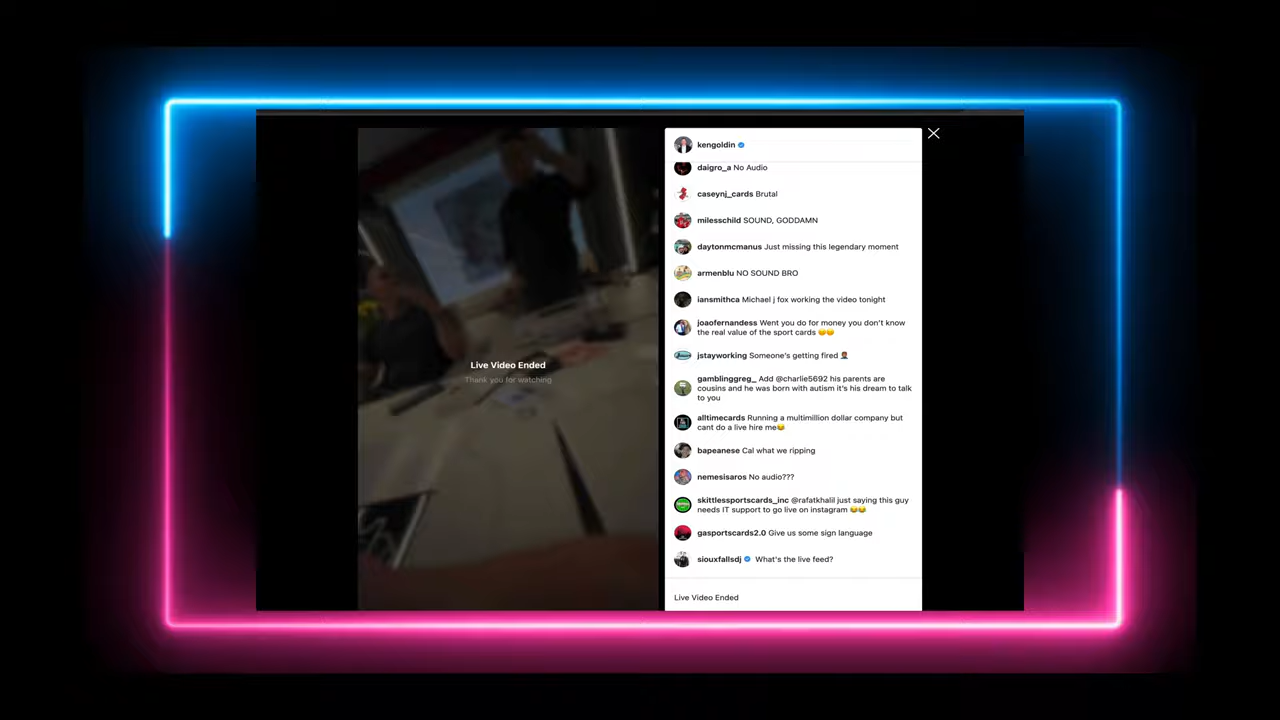 kengoldin
daigro_a No Audio
caseynj_cards Brutal
milesschild SOUND, GODDAMN
daytonmcmanus Just missing this legendary moment
armenblu NO SOUND BRO
iansmithca Michael j fox working the video tonight
joaofernandess Went you do for money you don't know
the real value of the sport cards 😔😔
jstayworking Someone's getting fired 🤦🏾‍♂️
gamblinggreg_ Add @charlie5692 his parents are
cousins and he was born with autism it's his dream to talk
to you
alltimecards Running a multimillion dollar company but
cant do a live hire me😂
bapeanese Cal what we ripping
nemesisaros No audio???
skittlessportscards_inc @rafatkhalil just saying this guy
needs IT support to go live on instagram 😂😂
gasportscards2.0 Give us some sign language
siouxfallsdj What's the live feed?
Live Video Ended
Live Video Ended
Thank you for watching